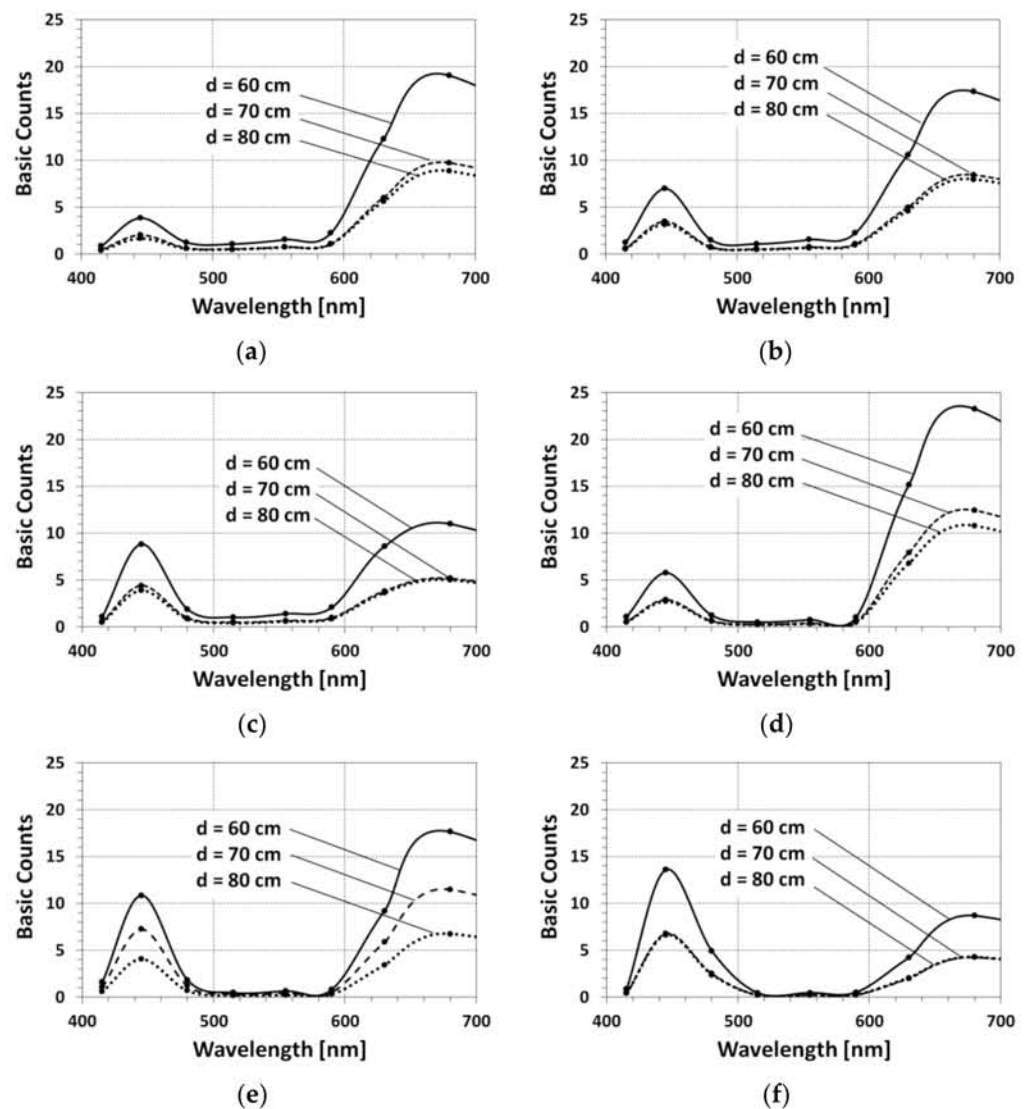 25
20
15
10
5
0
Basic Counts
d = 60 cm
d = 70 cm
d = 80 cm
400 500 600 700
Wavelength [nm]
(a)
25
20
15
10
5
0
Basic Counts
d = 60 cm
d = 70 cm
d = 80 cm
400 500 600 700
Wavelength [nm]
(b)
25
20
15
10
5
0
Basic Counts
d = 60 cm
d = 70 cm
d = 80 cm
400 500 600 700
Wavelength [nm]
(c)
25
20
15
10
5
0
Basic Counts
d = 60 cm
d = 70 cm
d = 80 cm
400 500 600 700
Wavelength [nm]
(d)
25
20
15
10
5
0
Basic Counts
d = 60 cm
d = 70 cm
d = 80 cm
400 500 600 700
Wavelength [nm]
(e)
25
20
15
10
5
0
Basic Counts
d = 60 cm
d = 70 cm
d = 80 cm
400 500 600 700
Wavelength [nm]
(f)